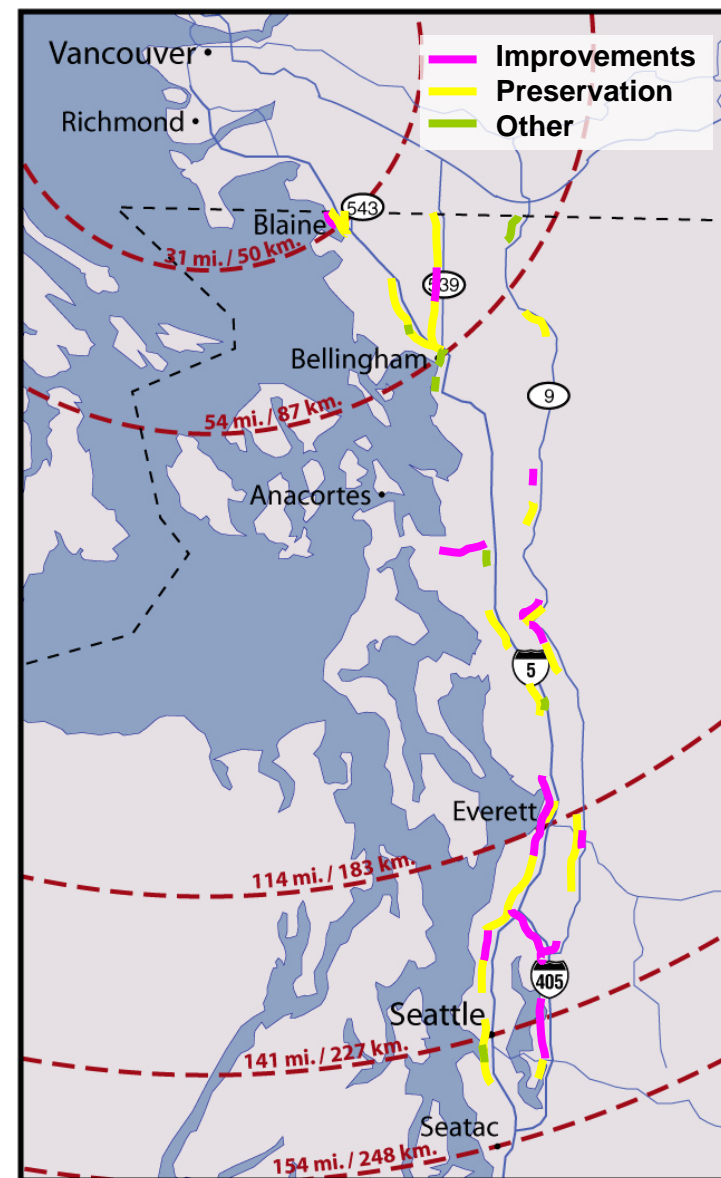 Vancouver
Improvements
Preservation
Other
Richmond
543
Blaine
31 mi./ 50 km.
539
Bellingham
9
54 mi./ 87 km.
Anacortes
5
Everett
114 mi./ 183 km.
405
Seattle
141 mi./ 227 km.
Seatac
154 mi./ 248 km.